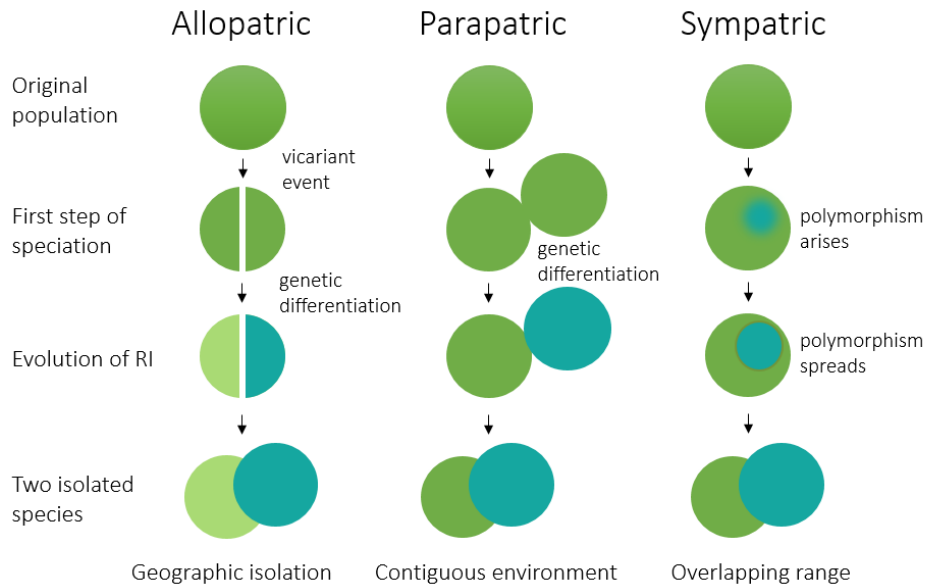 Allopatric
Parapatric
Sympatric
Original
population
vicariant
event
First step of
speciation
polymorphism
arises
genetic
differentiation
genetic
differentiation
Evolution of RI
polymorphism
spreads
Two isolated
species
Geographic isolation
Contiguous environment
Overlapping range